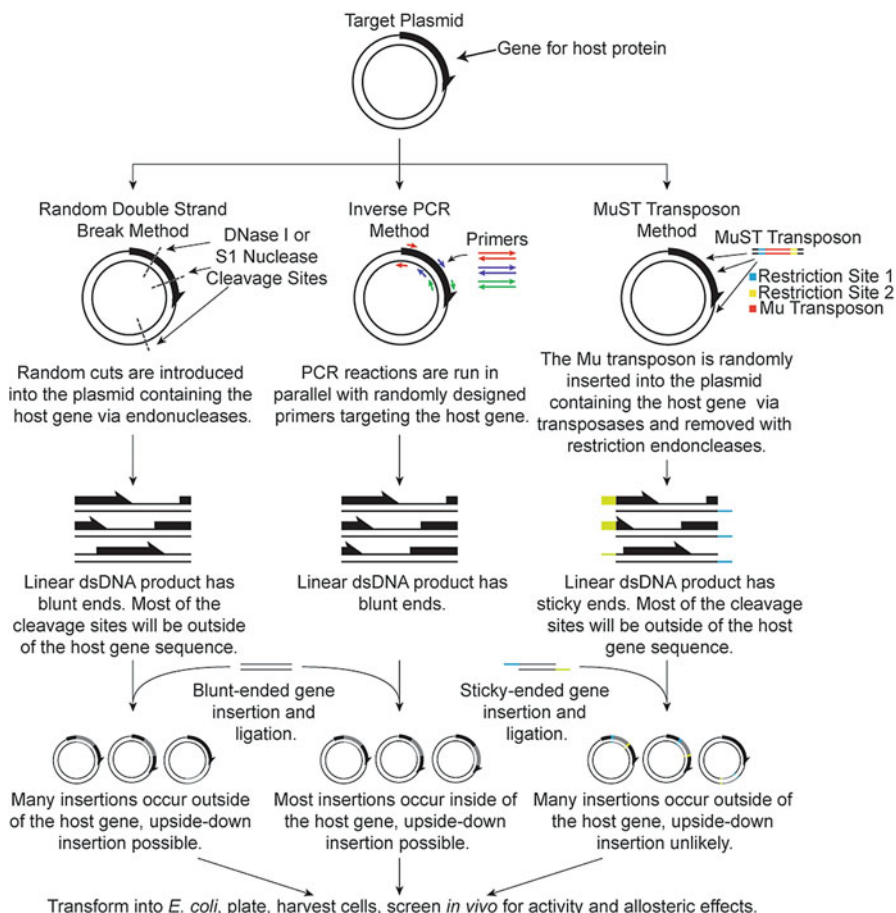 Target Plasmid
Gene for host protein
Random Double Strand
Break Method
DNase I or
S1 Nuclease
Cleavage Sites
Random cuts are introduced
into the plasmid containing the
host gene via endonucleases.
Linear dsDNA product has
blunt ends. Most of the
cleavage sites will be outside
of the host gene sequence.
Inverse PCR
Method
Primers
PCR reactions are run in
parallel with randomly designed
primers targeting the host gene.
Linear dsDNA product has
blunt ends.
MuST Transposon
Method
MuST Transposon
Restriction Site 1
Restriction Site 2
Mu Transposon
The Mu transposon is randomly
inserted into the plasmid
containing the host gene via
transposases and removed with
restriction endoncleases.
Linear dsDNA product has
sticky ends. Most of the cleavage
sites will be outside of the host
gene sequence.
Blunt-ended gene
insertion and
ligation.
Sticky-ended gene
insertion and
ligation.
Many insertions occur outside
of the host gene, upside-down
insertion possible.
Most insertions occur inside of
the host gene, upside-down
insertion possible.
Many insertions occur outside of
the host gene, upside-down
insertion unlikely.
Transform into E. coli, plate, harvest cells, screen in vivo for activity and allosteric effects.